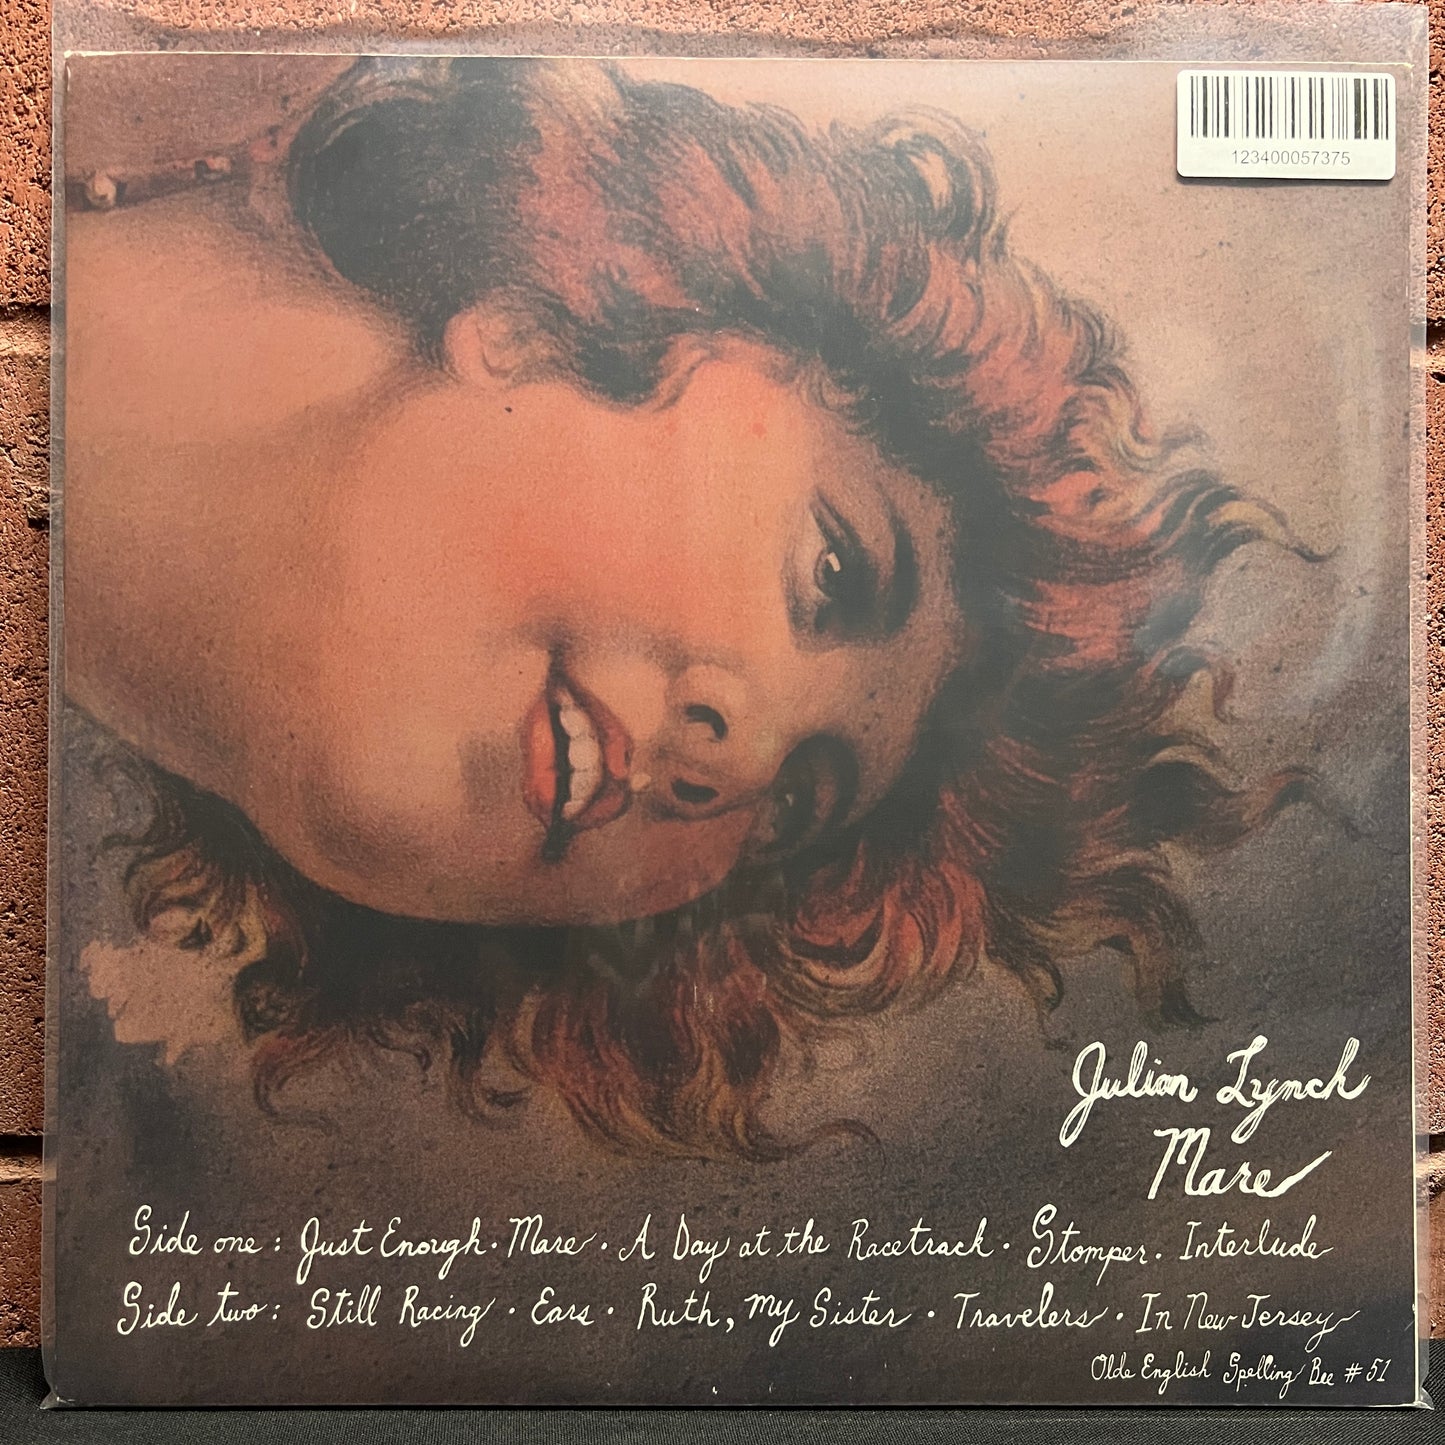 123400057375
Julian Lynch
Mare
Side one: Just Enough · Mare · A Day at the Racetrack · Stomper. Interlude
Side two: Still Racing · Ears · Ruth, My Sister · Travelers · In New Jersey
Olde English Spelling Bee #51